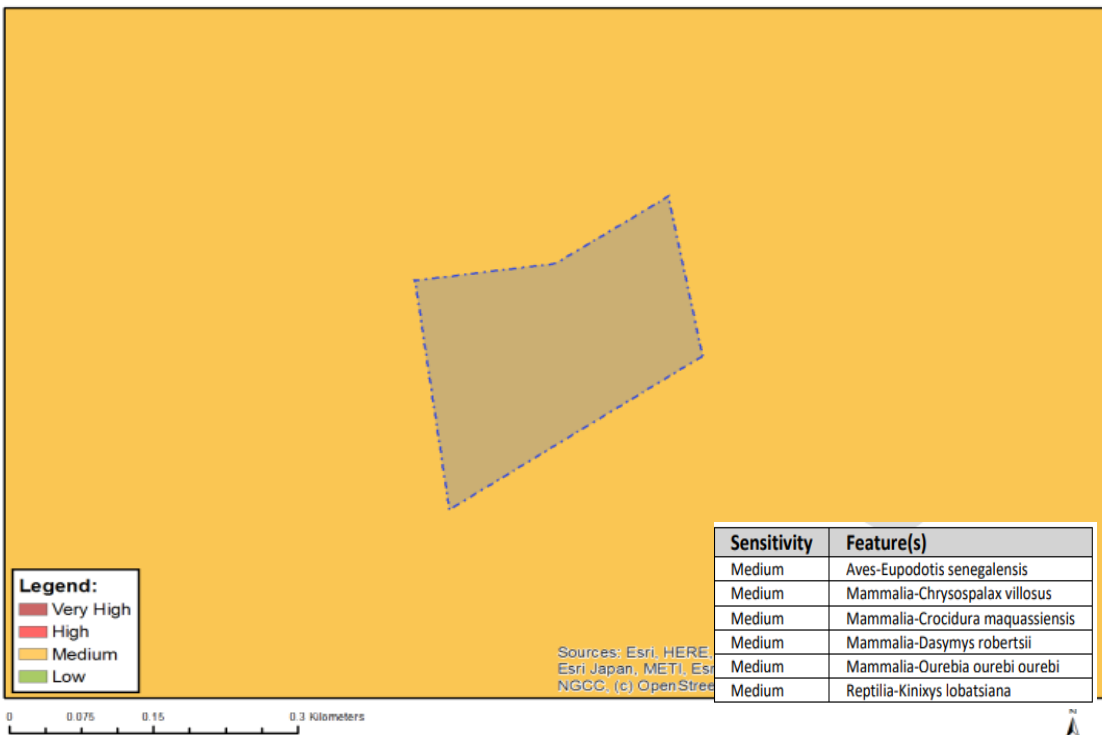 Sensitivity Feature(s)
Medium Aves-Eupodotis senegalensis
Medium Mammalia-Chrysospalax villosus
Medium Mammalia-Crocidura maquassiensis
Medium Mammalia-Dasymys robertsii
Medium Mammalia-Ourebia ourebi ourebi
Medium Reptilia-Kinixys lobatsiana
Legend:
Very High
High
Medium
Low
Sources: Esri, HERE,
Esri Japan, METI, Esr
NGCC, (c) OpenStree
0 0.075 0.15 0.3 Kilometers
N